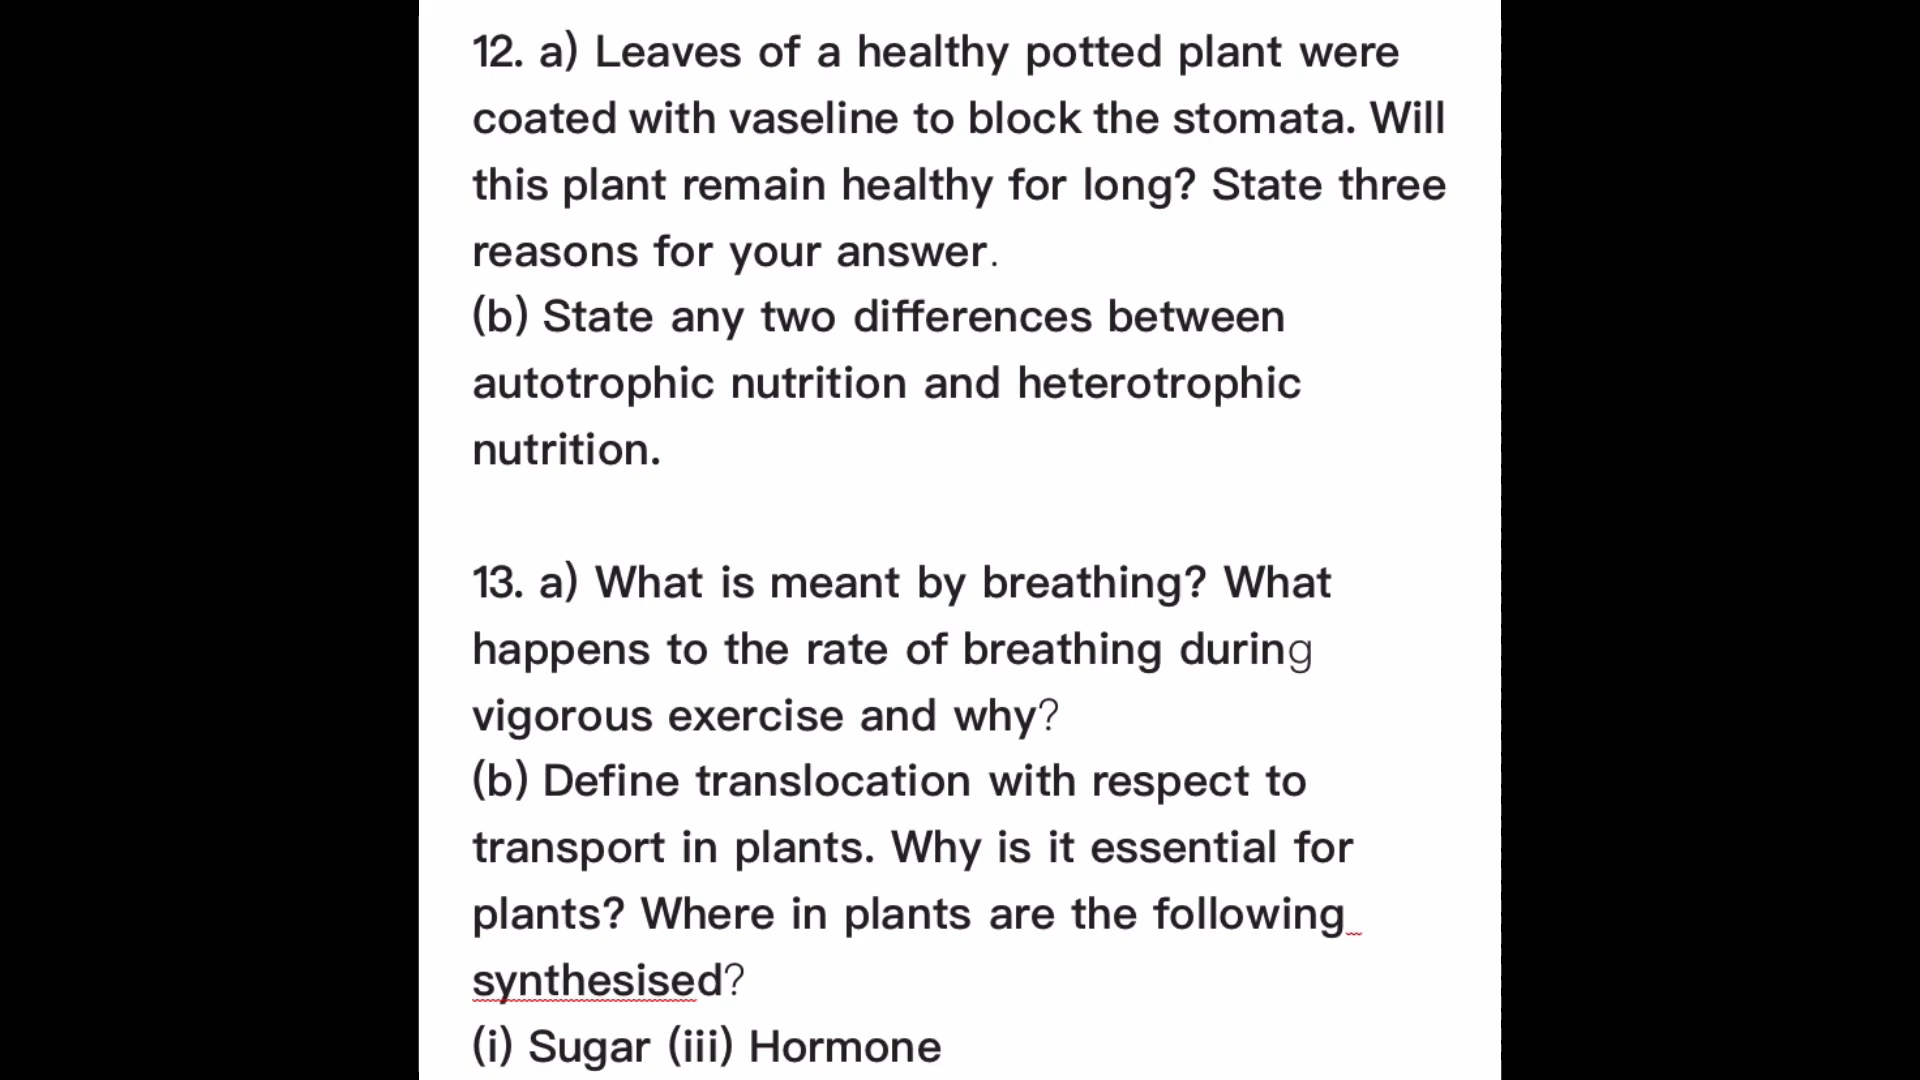 12. a) Leaves of a healthy potted plant were
coated with vaseline to block the stomata. Will
this plant remain healthy for long? State three
reasons for your answer.
(b) State any two differences between
autotrophic nutrition and heterotrophic
nutrition.
13. a) What is meant by breathing? What
happens to the rate of breathing during
vigorous exercise and why?
(b) Define translocation with respect to
transport in plants. Why is it essential for
plants? Where in plants are the following
synthesised?
(i) Sugar (iii) Hormone